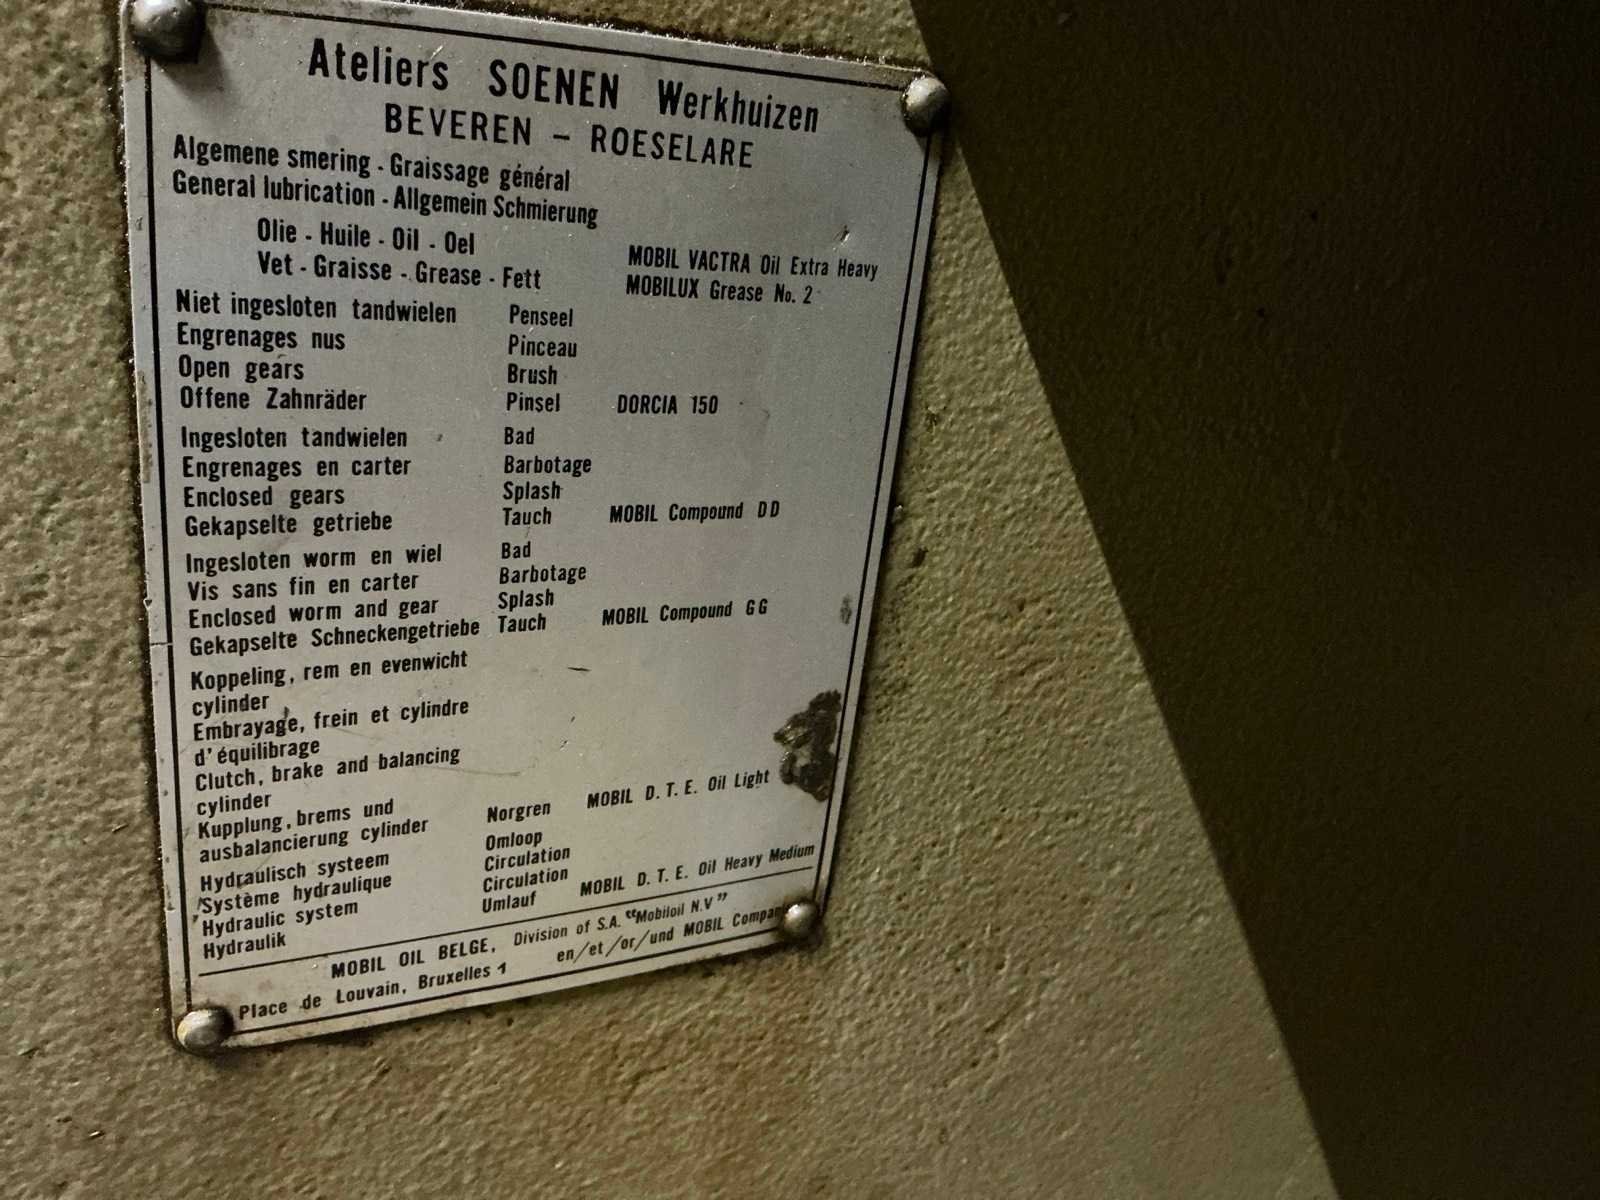 Ateliers SOENEN Werkhuizen
BEVEREN - ROESELARE
Algemene smering - Graissage général
General lubrication - Allgemein Schmierung
Olie - Huile - Oil - Oel MOBIL VACTRA Oil Extra Heavy
Vet - Graisse - Grease - Fett MOBILUX Grease No. 2
Niet ingesloten tandwielen Penseel
Engrenages nus Pinceau
Open gears Brush
Offene Zahnräder Pinsel DORCIA 150
Ingesloten tandwielen Bad
Engrenages en carter Barbotage
Enclosed gears Splash
Gekapselte getriebe Tauch MOBIL Compound DD
Ingesloten worm en wiel Bad
Vis sans fin en carter Barbotage
Enclosed worm and gear Splash
Gekapselte Schneckengetriebe Tauch MOBIL Compound GG
Koppeling, rem en evenwicht
cylinder
Embrayage, frein et cylindre
d'équilibrage
Clutch, brake and balancing
cylinder
Kupplung, brems und
ausbalancierung cylinder Norgren MOBIL D. T. E. Oil Light
Hydraulisch systeem Omloop
Système hydraulique Circulation
Hydraulic system Circulation
Hydraulik Umlauf MOBIL D. T. E. Oil Heavy Medium
MOBIL OIL BELGE, Division of S.A. "Mobiloil N.V"
Place de Louvain, Bruxelles 1 en/et/or/und MOBIL